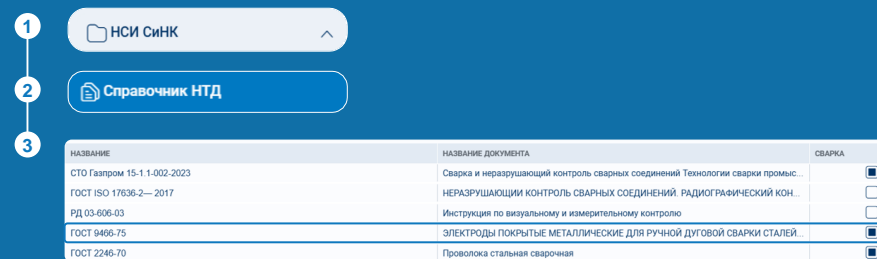 1
НСИ СиНК
2
Справочник НТД
3
НАЗВАНИЕ НАЗВАНИЕ ДОКУМЕНТА СВАРКА
СТО Газпром 15-1.1-002-2023 Сварка и неразрушающий контроль сварных соединений Технологии сварки промыс...
ГОСТ ISO 17636-2— 2017 НЕРАЗРУШАЮЩИИ КОНТРОЛЬ СВАРНЫХ СОЕДИНЕНИЙ. РАДИОГРАФИЧЕСКИЙ КОН...
РД 03-606-03 Инструкция по визуальному и измерительному контролю
ГОСТ 9466-75 ЭЛЕКТРОДЫ ПОКРЫТЫЕ МЕТАЛЛИЧЕСКИЕ ДЛЯ РУЧНОЙ ДУГОВОЙ СВАРКИ СТАЛЕЙ...
ГОСТ 2246-70 Проволока стальная сварочная